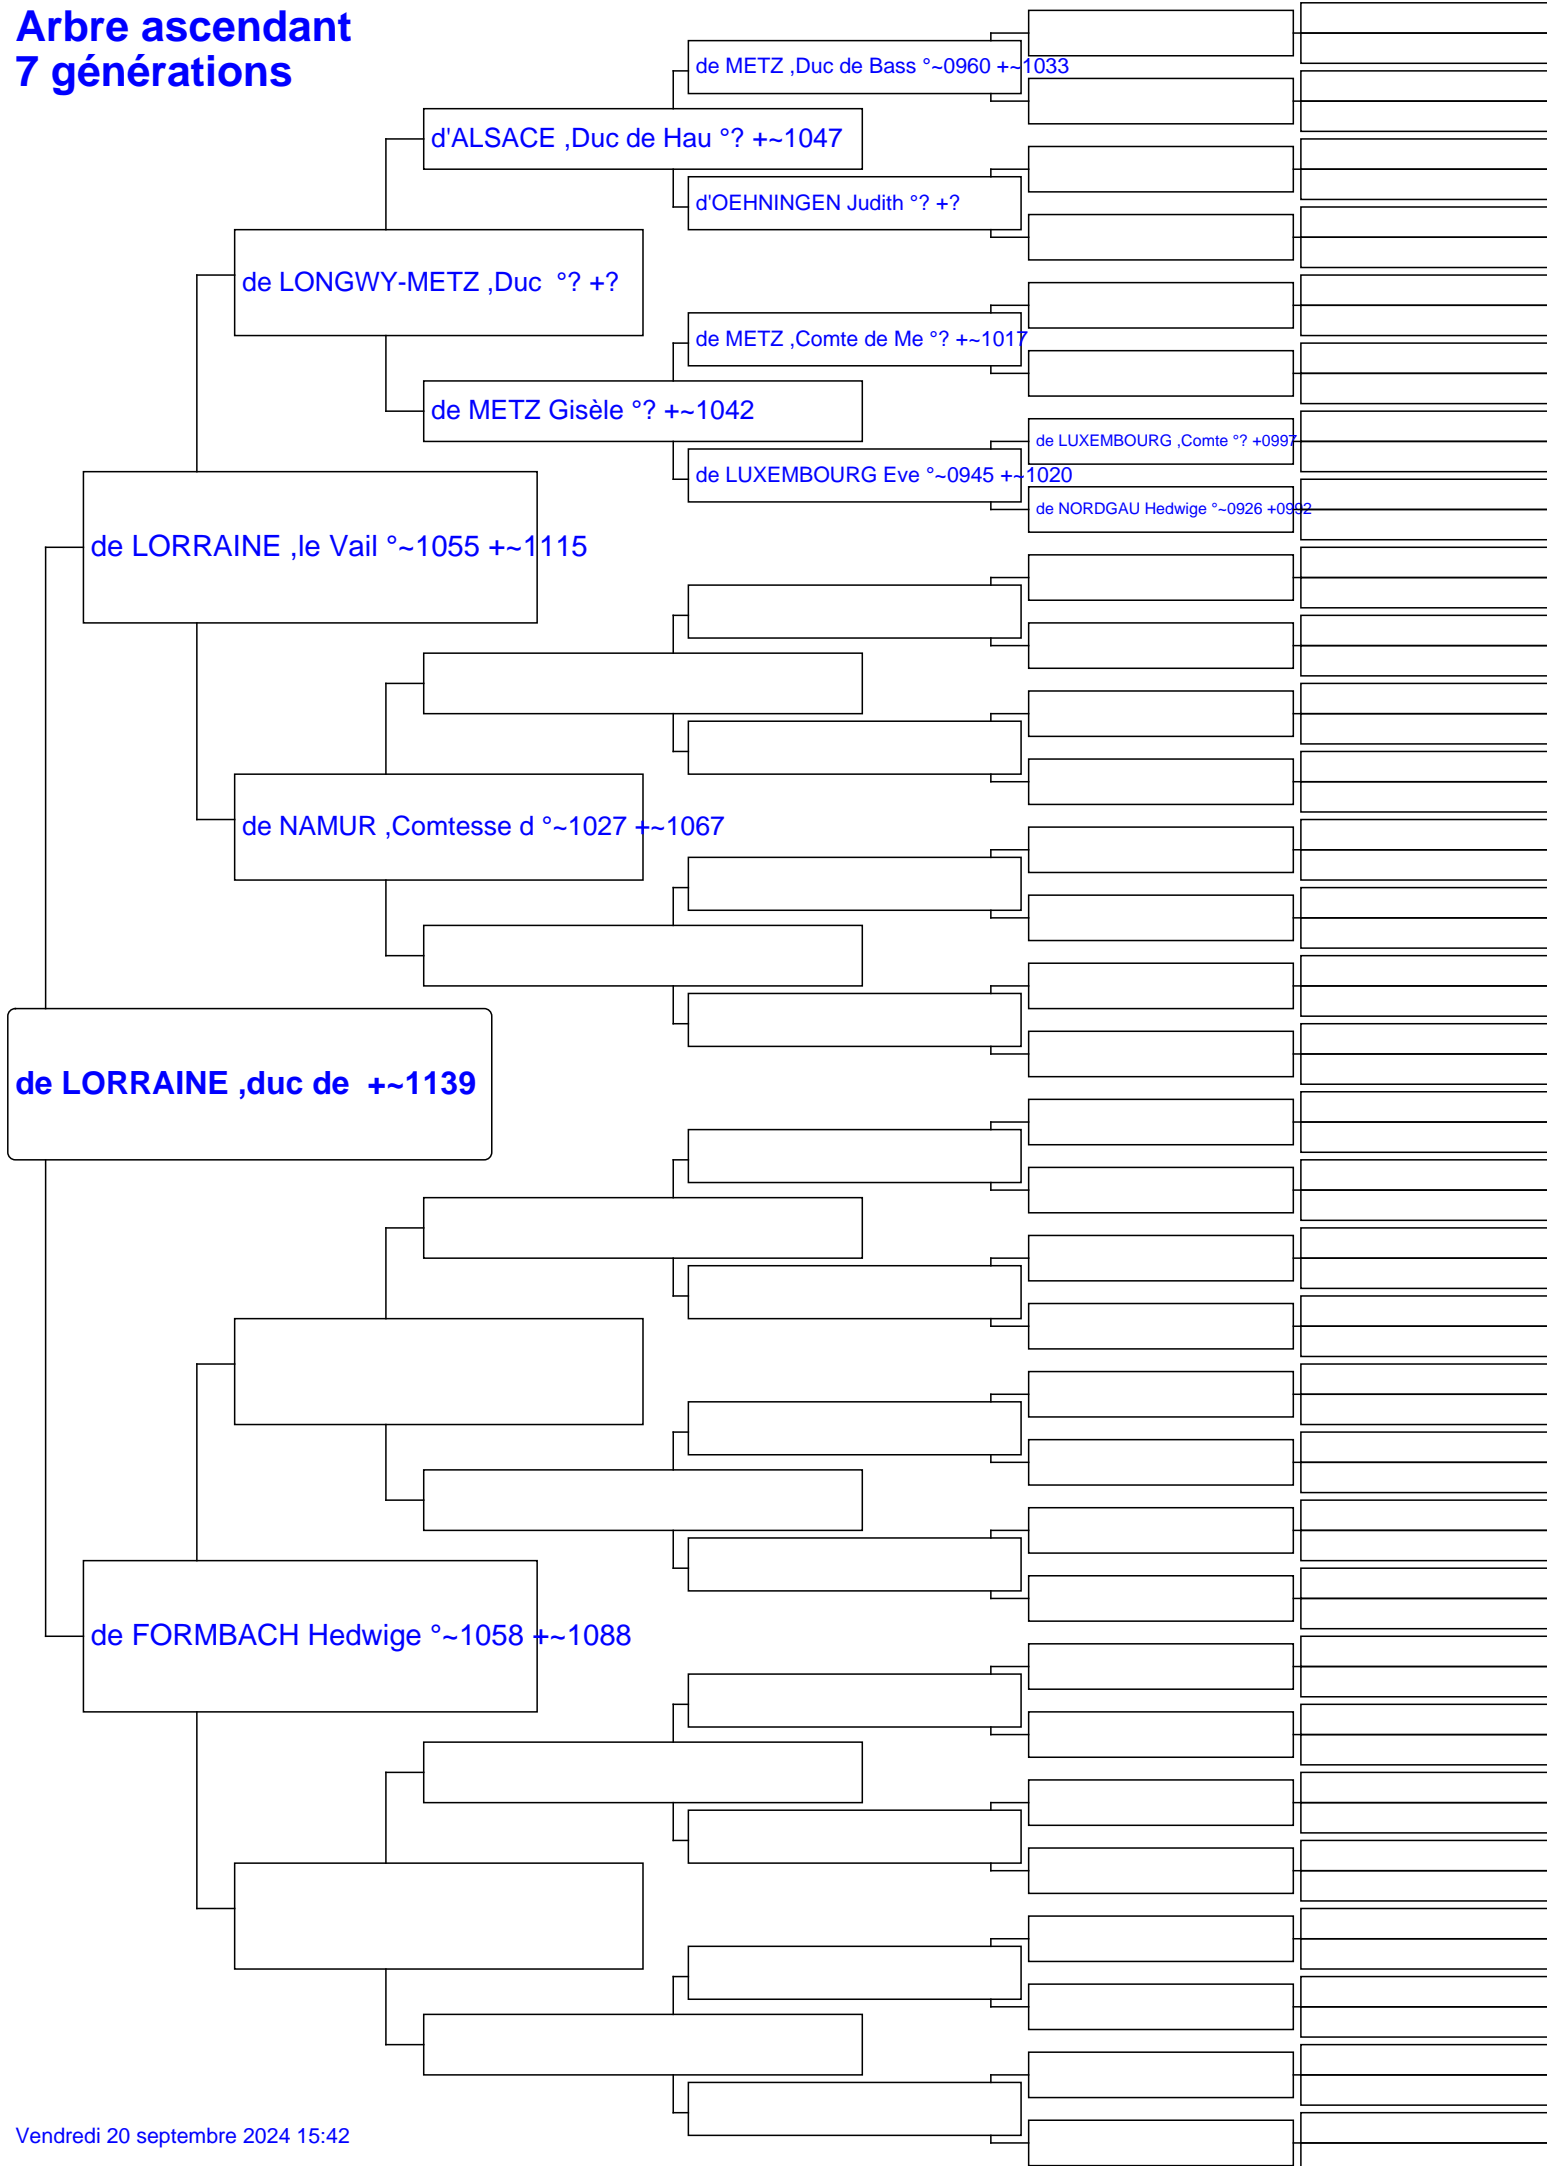 Arbre ascendant
7 générations
de METZ ,Duc de Bass °~0960 +~1033
d'ALSACE ,Duc de Hau °? +~1047
d'OEHNINGEN Judith °? +?
de LONGWY-METZ ,Duc  °? +?
de METZ ,Comte de Me °? +~1017
de METZ Gisèle °? +~1042
de LUXEMBOURG ,Comte °? +0997
de LUXEMBOURG Eve °~0945 +~1020
de NORDGAU Hedwige °~0926 +0992
de LORRAINE ,le Vail °~1055 +~1115
de NAMUR ,Comtesse d °~1027 +~1067
de LORRAINE ,duc de  +~1139
de FORMBACH Hedwige °~1058 +~1088
Vendredi 20 septembre 2024 15:42